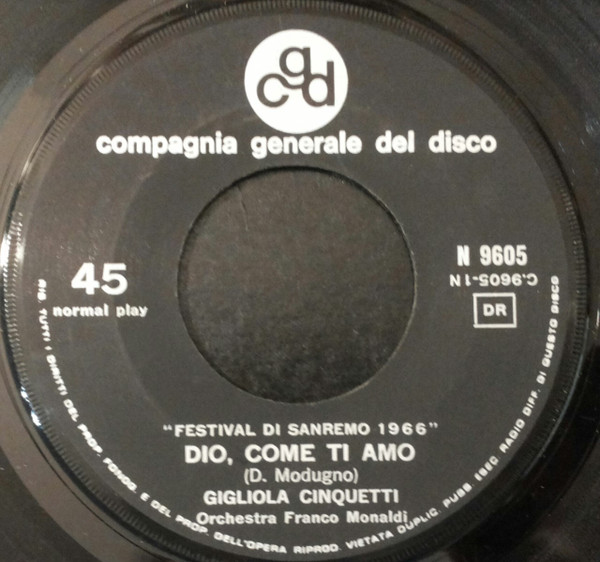 cgd
compagnia generale del disco
45
normal play
N 9605
C.9605-1N
DR
"FESTIVAL DI SANREMO 1966"
DIO, COME TI AMO
(D. Modugno)
GIGLIOLA CINQUETTI
Orchestra Franco Monaldi
RIS. TUTTI I DIRITTI DEL PROP. FONOG. E DEL PROP. DELL'OPERA RIPROD. VIETATA DUPLIC. PUBB. ESEC. RADIO DIFF. DI QUESTO DISCO